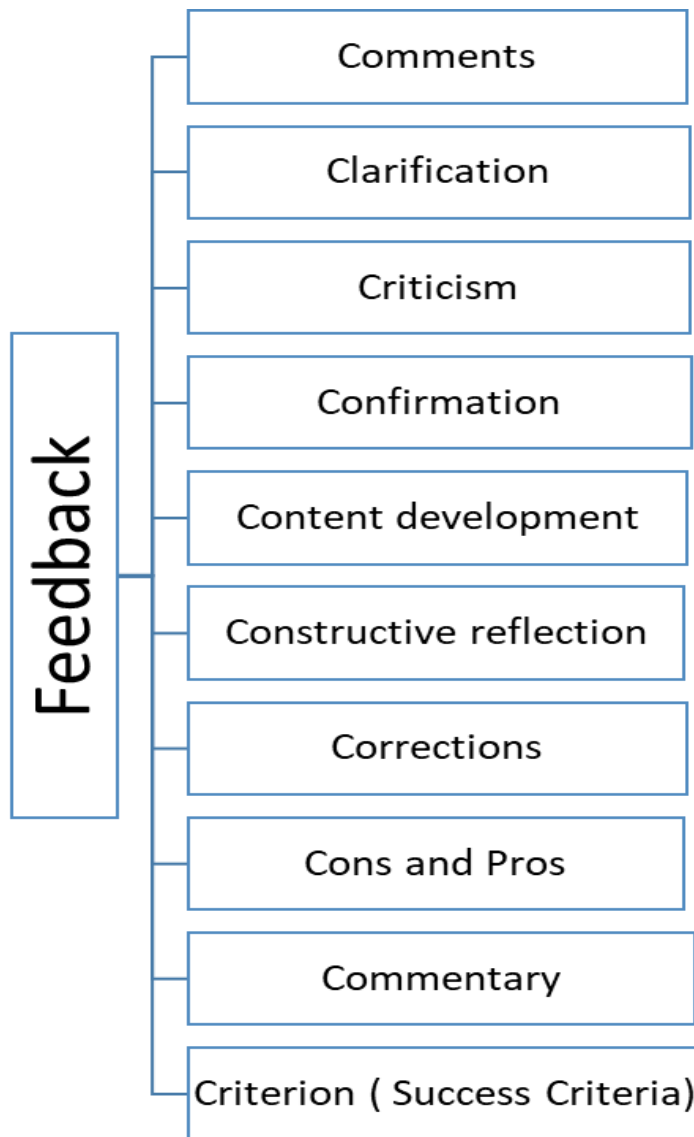 Feedback
Comments
Clarification
Criticism
Confirmation
Content development
Constructive reflection
Corrections
Cons and Pros
Commentary
Criterion ( Success Criteria)